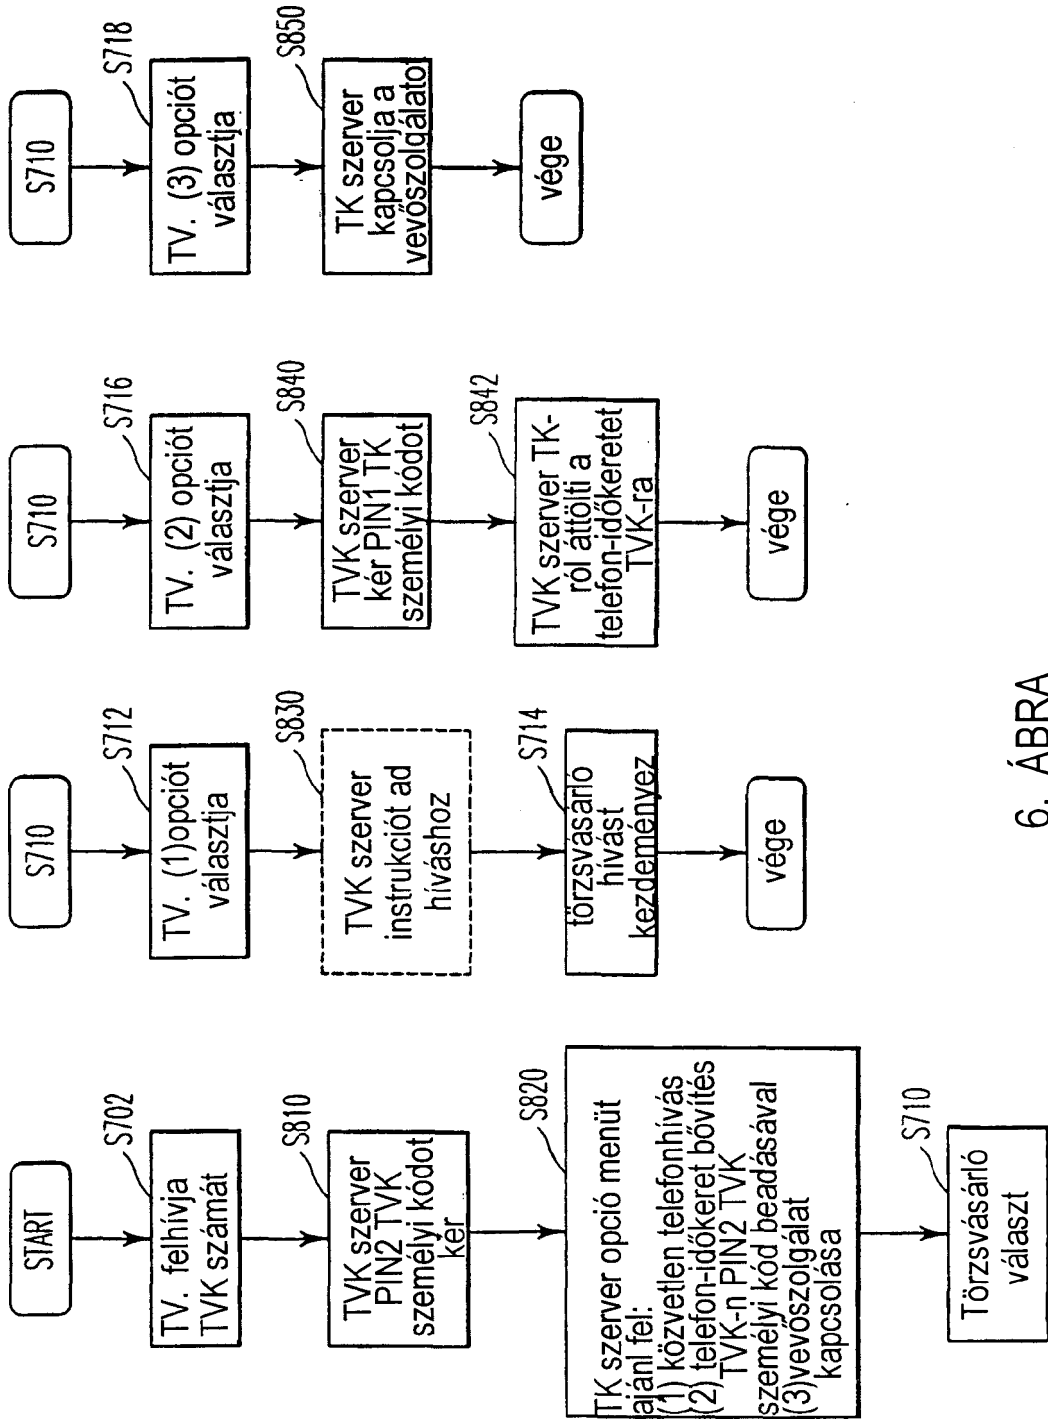 START
S702
TV. felhívja
TVK számát
S810
TVK szerver
PIN2 TVK
személyi kódot
kér
S820
TK szerver opció menüt
ajánl fel:
(1) közvetlen telefonhívás
(2) telefon-időkeret bővítés
TVK-n PIN2 TVK
személyi kód beadásával
(3)vevőszolgálat
kapcsolása
S710
Törzsvásárló
választ
S710
S712
TV. (1)opciót
választja
S830
TVK szerver
instrukciót ad
híváshoz
S714
törzsvásárló
hívást
kezdeményez
vége
S710
S716
TV. (2) opciót
választja
S840
TVK szerver
kér PIN1 TK
személyi kódot
S842
TVK szerver TK-
ról áttölti a
telefon-időkeretet
TVK-ra
vége
S710
S718
TV. (3) opciót
választja
S850
TK szerver
kapcsolja a
vevőszolgálatot
vége
6. ÁBRA